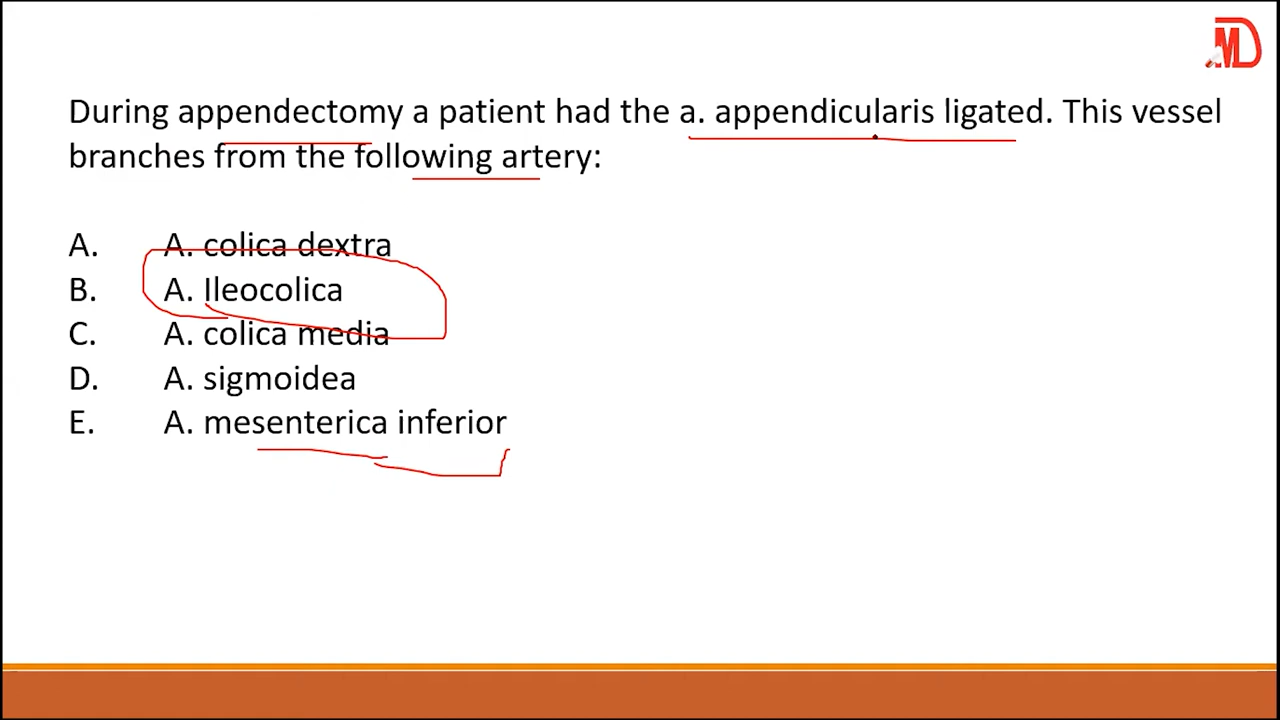 MD
During appendectomy a patient had the a. appendicularis ligated. This vessel
branches from the following artery:
A. A. colica dextra
B. A. Ileocolica
C. A. colica media
D. A. sigmoidea
E. A. mesenterica inferior